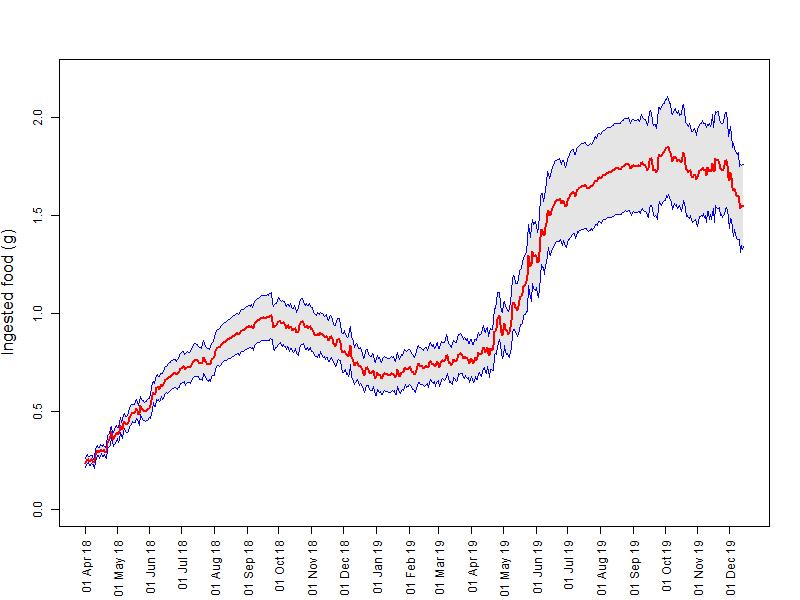 Ingested food (g)
2.0
1.5
1.0
0.5
0.0
01 Apr 18
01 May 18
01 Jun 18
01 Jul 18
01 Aug 18
01 Sep 18
01 Oct 18
01 Nov 18
01 Dec 18
01 Jan 19
01 Feb 19
01 Mar 19
01 Apr 19
01 May 19
01 Jun 19
01 Jul 19
01 Aug 19
01 Sep 19
01 Oct 19
01 Nov 19
01 Dec 19